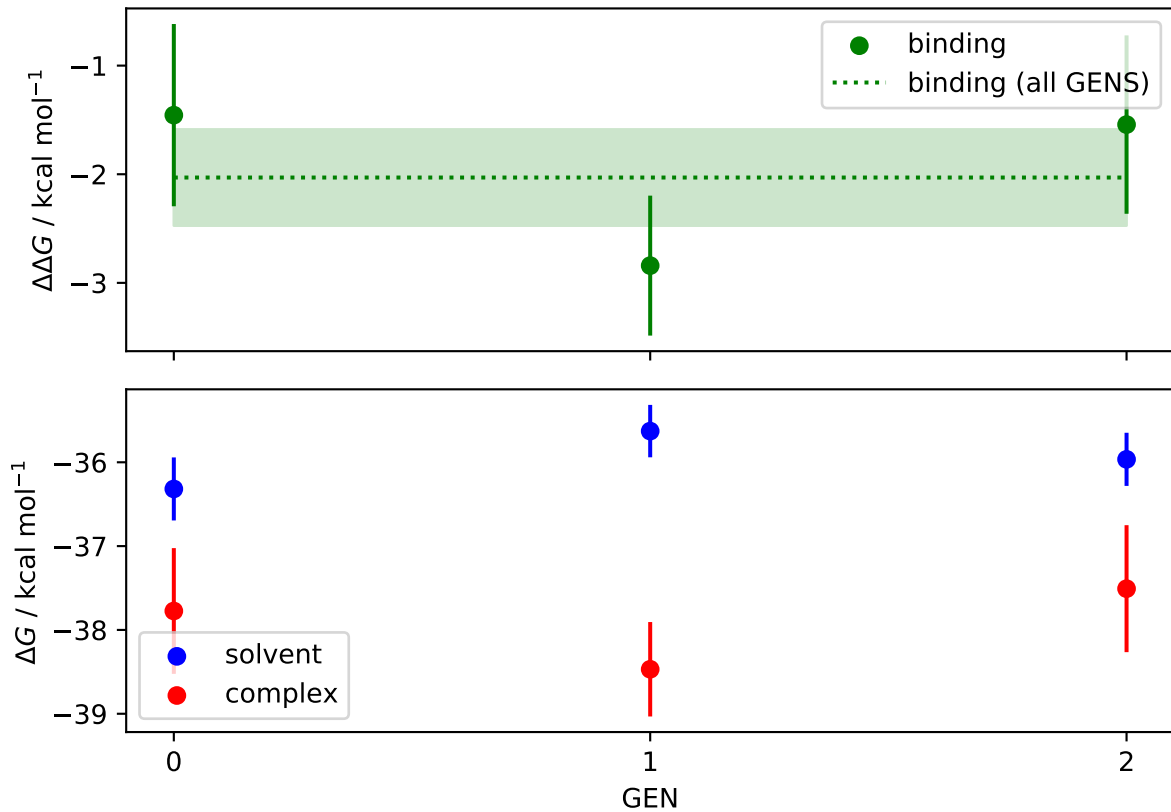 −1
−2
−3
ΔΔG / kcal mol⁻¹
binding
binding (all GENS)
−36
−37
−38
−39
ΔG / kcal mol⁻¹
solvent
complex
0 1 2
GEN